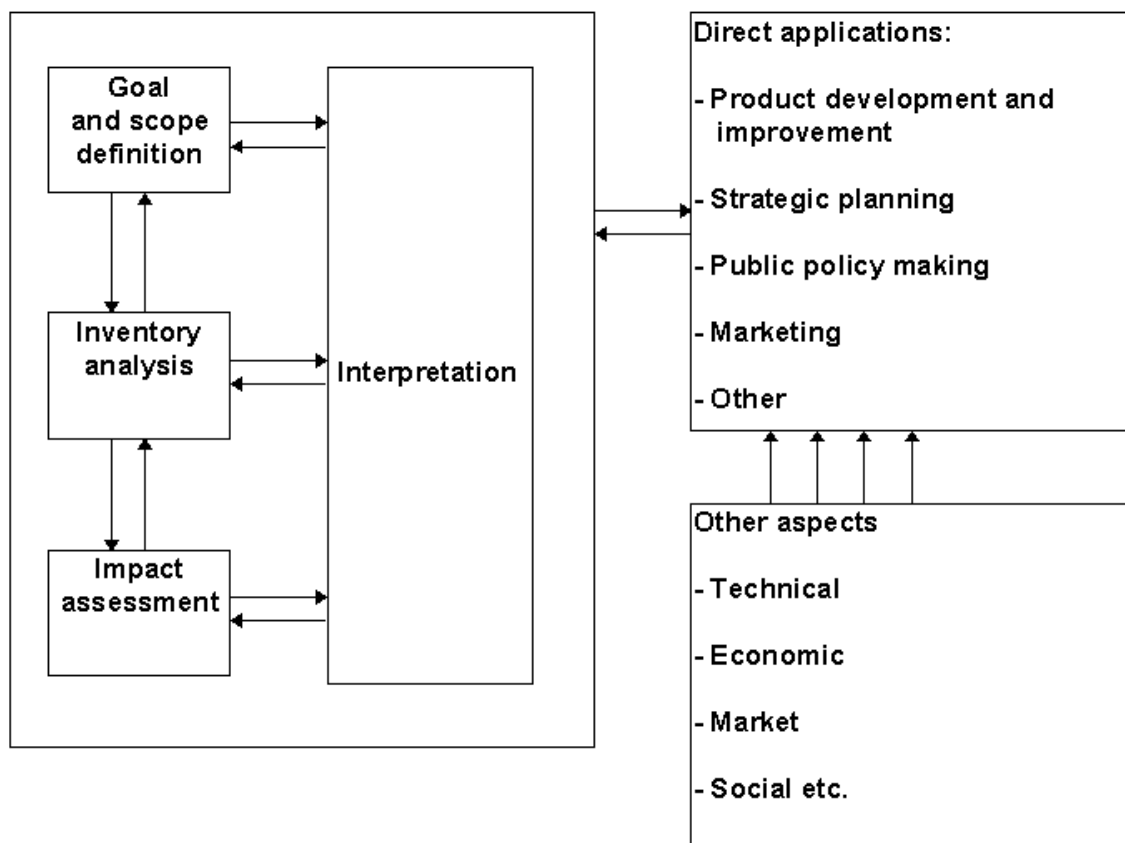 Goal
and scope
definition
Inventory
analysis
Impact
assessment
Interpretation
Direct applications:
- Product development and
improvement
- Strategic planning
- Public policy making
- Marketing
- Other
Other aspects
- Technical
- Economic
- Market
- Social etc.